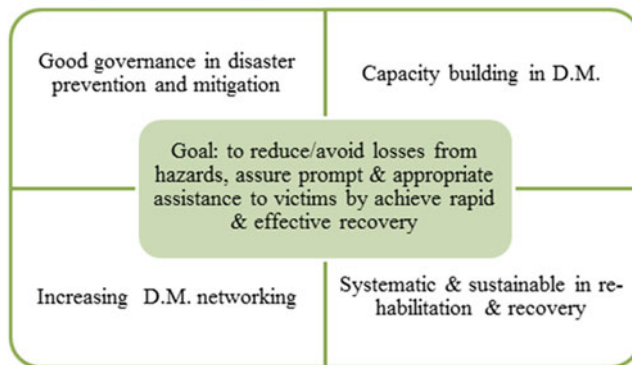 Good governance in disaster
prevention and mitigation
Capacity building in D.M.
Goal: to reduce/avoid losses from
hazards, assure prompt & appropriate
assistance to victims by achieve rapid
& effective recovery
Increasing D.M. networking
Systematic & sustainable in re-
habilitation & recovery